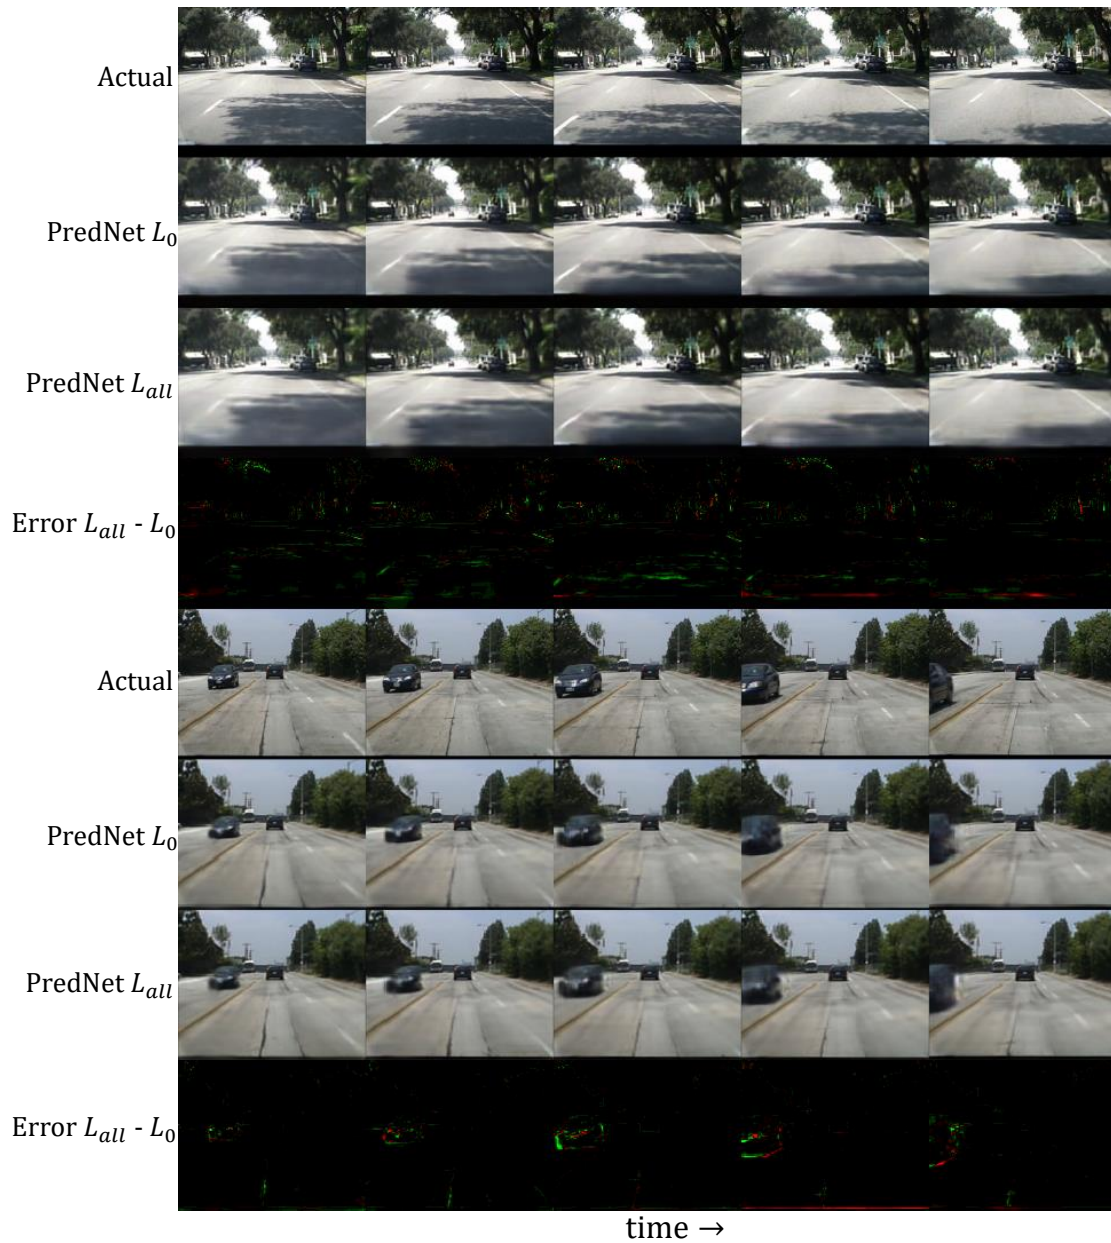 Actual
PredNet L₀
PredNet Lₐₗₗ
Error Lₐₗₗ - L₀
Actual
PredNet L₀
PredNet Lₐₗₗ
Error Lₐₗₗ - L₀
time →